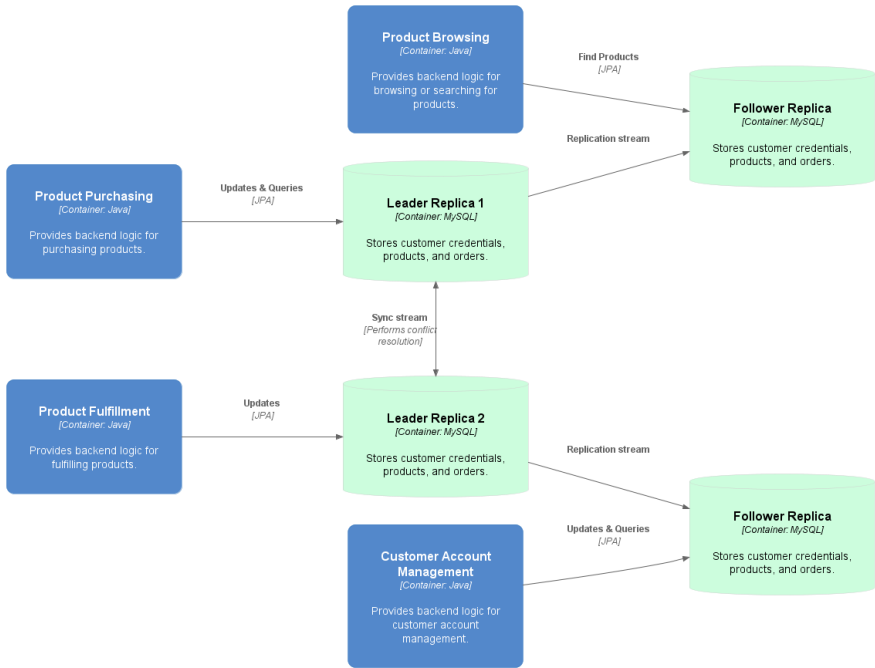 Product Browsing
[Container: Java]
Provides backend logic for
browsing or searching for
products.
Find Products
[JPA]
Follower Replica
[Container: MySQL]
Stores customer credentials,
products, and orders.
Replication stream
Product Purchasing
[Container: Java]
Provides backend logic for
purchasing products.
Updates & Queries
[JPA]
Leader Replica 1
[Container: MySQL]
Stores customer credentials,
products, and orders.
Sync stream
[Performs conflict
resolution]
Product Fulfillment
[Container: Java]
Provides backend logic for
fulfilling products.
Updates
[JPA]
Leader Replica 2
[Container: MySQL]
Stores customer credentials,
products, and orders.
Replication stream
Follower Replica
[Container: MySQL]
Stores customer credentials,
products, and orders.
Updates & Queries
[JPA]
Customer Account
Management
[Container: Java]
Provides backend logic for
customer account
management.